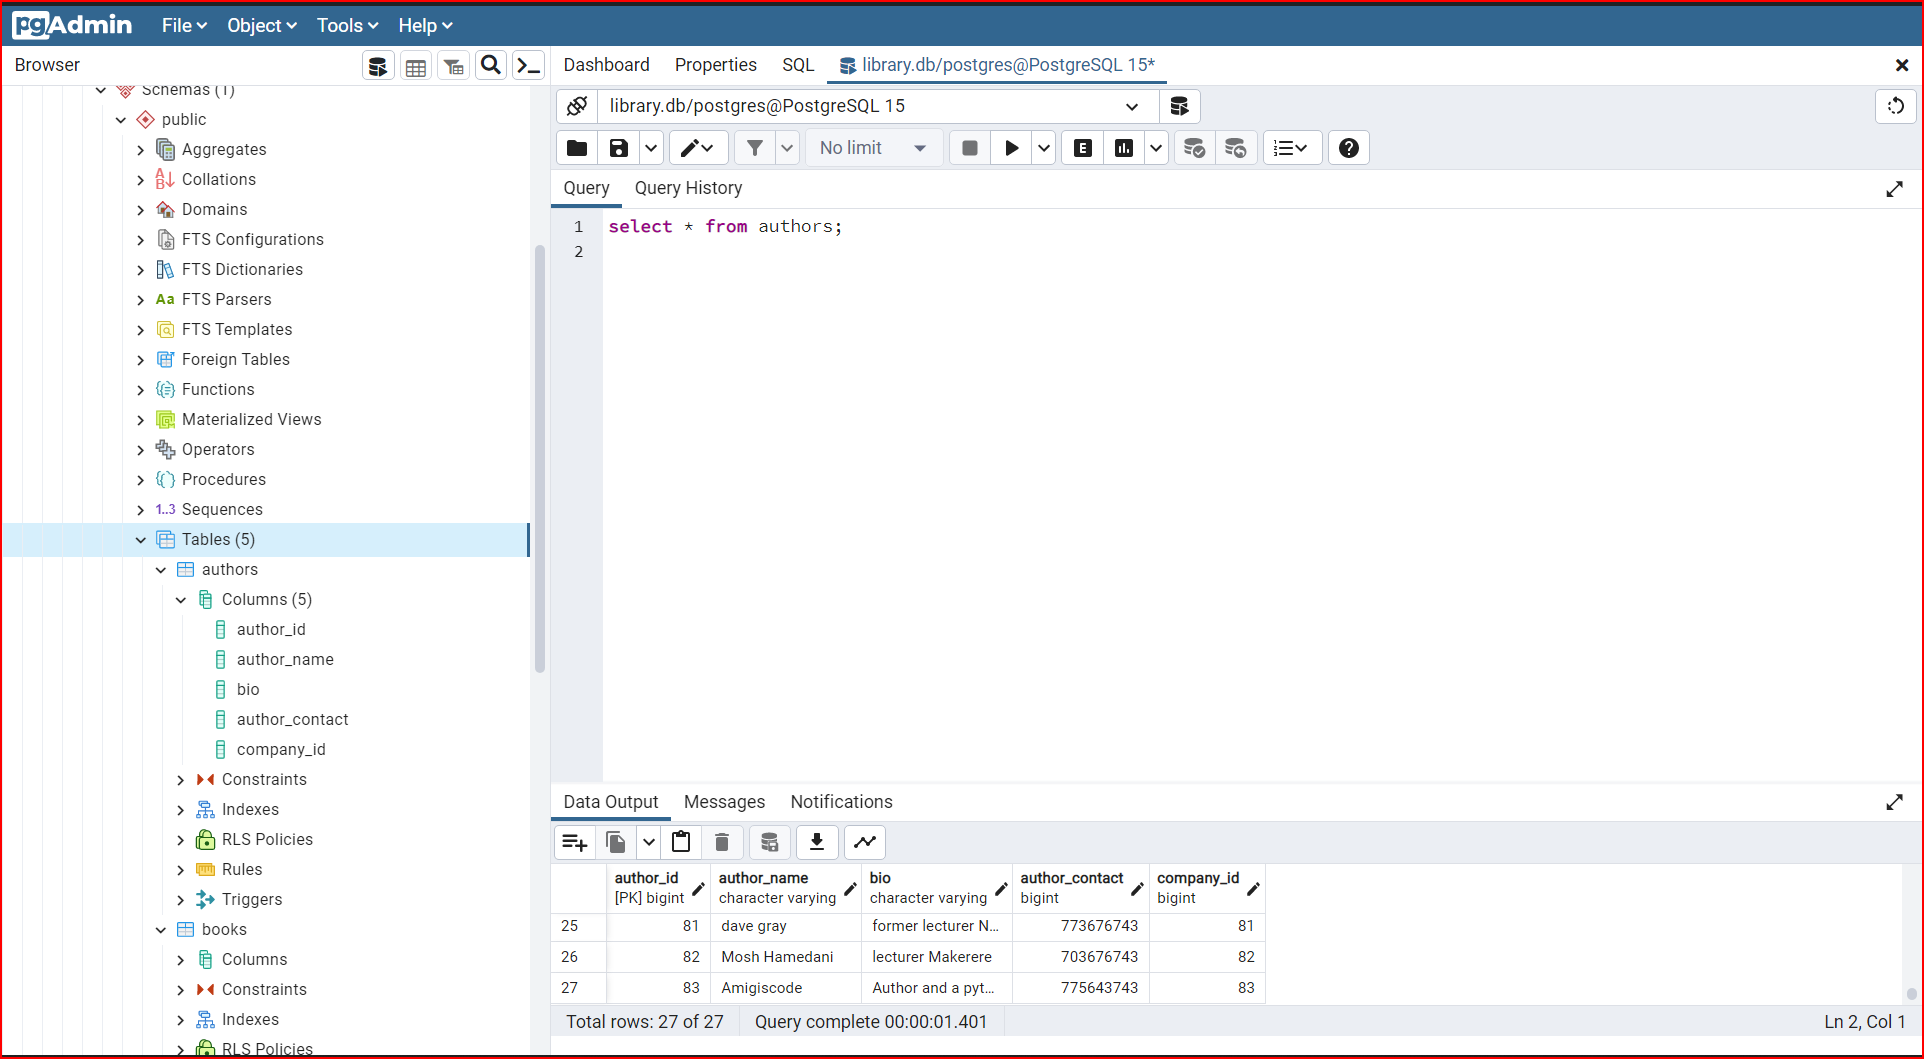 pgAdmin File Object Tools Help
Browser
Schemas (1)
public
Aggregates
Collations
Domains
FTS Configurations
FTS Dictionaries
Aa FTS Parsers
FTS Templates
Foreign Tables
Functions
Materialized Views
Operators
Procedures
1..3 Sequences
Tables (5)
authors
Columns (5)
author_id
author_name
bio
author_contact
company_id
Constraints
Indexes
RLS Policies
Rules
Triggers
books
Columns
Constraints
Indexes
RLS Policies
Dashboard Properties SQL library.db/postgres@PostgreSQL 15*
library.db/postgres@PostgreSQL 15
No limit E
Query Query History
1 select * from authors;
2
Data Output Messages Notifications
author_id author_name bio author_contact company_id
[PK] bigint character varying character varying bigint bigint
25 81 dave gray former lecturer N... 773676743 81
26 82 Mosh Hamedani lecturer Makerere 703676743 82
27 83 Amigiscode Author and a pyt... 775643743 83
Total rows: 27 of 27 Query complete 00:00:01.401 Ln 2, Col 1